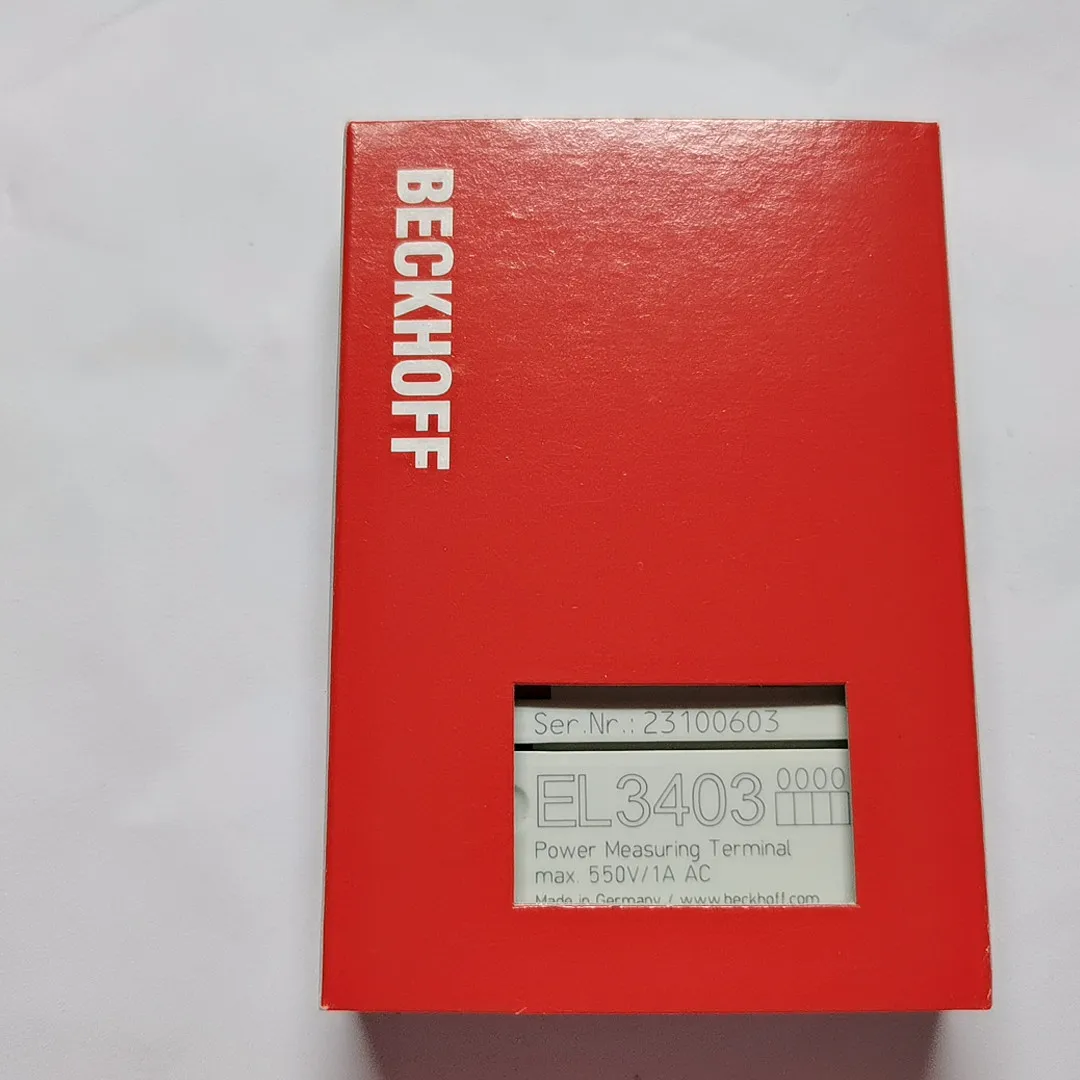 BECKHOFF
Ser.Nr.: 23100603
EL3403 0000
Power Measuring Terminal
max. 550V/1A AC
Made in Germany / www.beckhoff.com